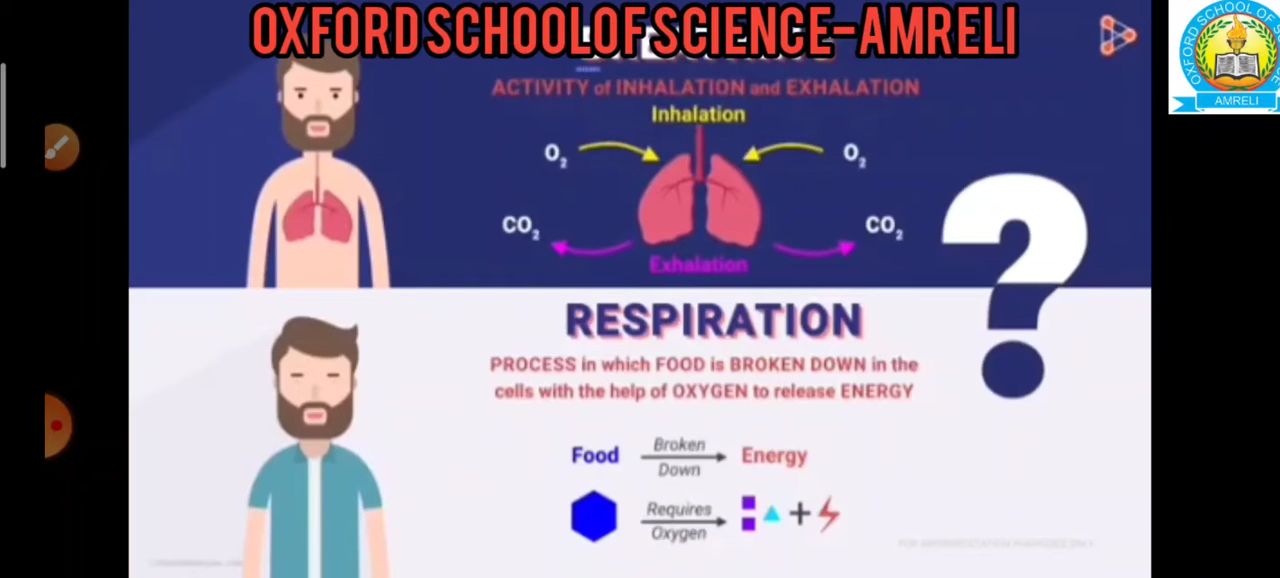 OXFORD SCHOOL OF SCIENCE-AMRELI
OXFORD SCHOOL OF
AMRELI
ACTIVITY of INHALATION and EXHALATION
Inhalation
O₂
O₂
CO₂
CO₂
Exhalation
?
RESPIRATION
PROCESS in which FOOD is BROKEN DOWN in the
cells with the help of OXYGEN to release ENERGY
Food Broken Down Energy
Requires Oxygen +